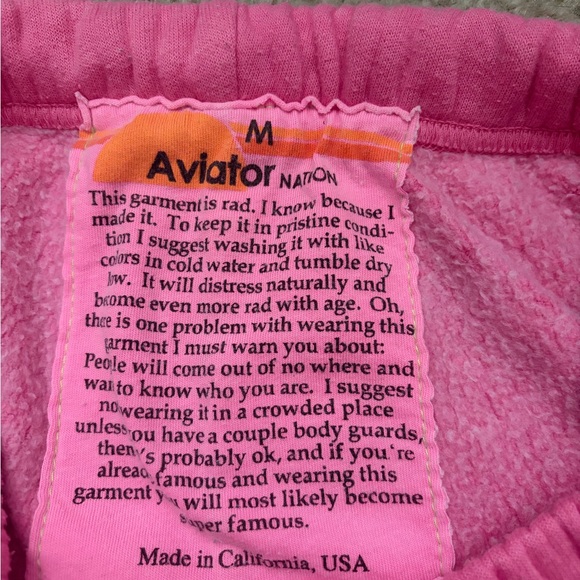 M
Aviator NATION
This garment is rad. I know because I
made it. To keep it in pristine condi-
tion I suggest washing it with like
colors in cold water and tumble dry
low. It will distress naturally and
become even more rad with age. Oh,
there is one problem with wearing this
garment I must warn you about:
People will come out of no where and
want to know who you are. I suggest
not wearing it in a crowded place
unless you have a couple body guards,
then it's probably ok, and if you're
already famous and wearing this
garment you will most likely become
super famous.
Made in California, USA